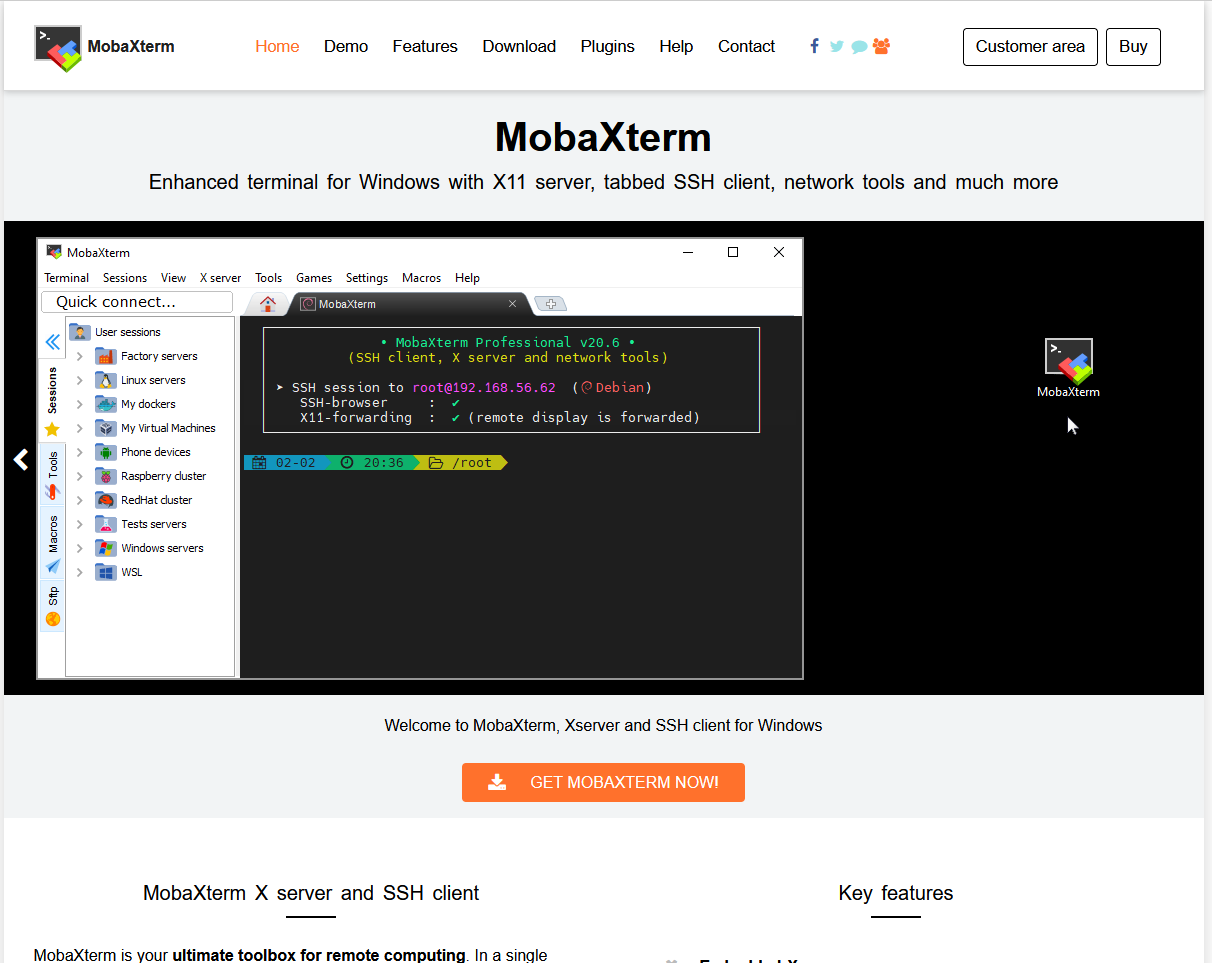 MobaXterm
Home Demo Features Download Plugins Help Contact
Customer area Buy
MobaXterm
Enhanced terminal for Windows with X11 server, tabbed SSH client, network tools and much more
MobaXterm
Terminal Sessions View X server Tools Games Settings Macros Help
Quick connect...
MobaXterm
Sessions
Tools
Macros
Sftp
User sessions
Factory servers
Linux servers
My dockers
My Virtual Machines
Phone devices
Raspberry cluster
RedHat cluster
Tests servers
Windows servers
WSL
• MobaXterm Professional v20.6 •
(SSH client, X server and network tools)
➤ SSH session to root@192.168.56.62 (Debian)
SSH-browser : ✔
X11-forwarding : ✔ (remote display is forwarded)
02-02 20:36 /root
MobaXterm
Welcome to MobaXterm, Xserver and SSH client for Windows
GET MOBAXTERM NOW!
MobaXterm X server and SSH client
Key features
MobaXterm is your ultimate toolbox for remote computing. In a single